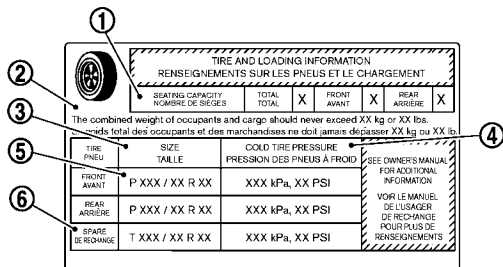 ①
TIRE AND LOADING INFORMATION
RENSEIGNEMENTS SUR LES PNEUS ET LE CHARGEMENT
SEATING CAPACITY
NOMBRE DE SIÈGES
TOTAL
TOTAL
X
FRONT
AVANT
X
REAR
ARRIÈRE
X
②
The combined weight of occupants and cargo should never exceed XX kg or XX lbs.
poids total des occupants et des marchandises ne doit jamais dépasser XX kg ou XX lb.
③
④
TIRE
PNEU
SIZE
TAILLE
COLD TIRE PRESSURE
PRESSION DES PNEUS À FROID
SEE OWNER'S MANUAL
FOR ADDITIONAL
INFORMATION
VOIR LE MANUEL
DE L'USAGER
DE RECHANGE
POUR PLUS DE
RENSEIGNEMENTS
⑤
FRONT
AVANT
P XXX / XX R XX
XXX kPa, XX PSI
REAR
ARRIÈRE
P XXX / XX R XX
XXX kPa, XX PSI
⑥
SPARE
DE RECHANGE
T XXX / XX R XX
XXX kPa, XX PSI